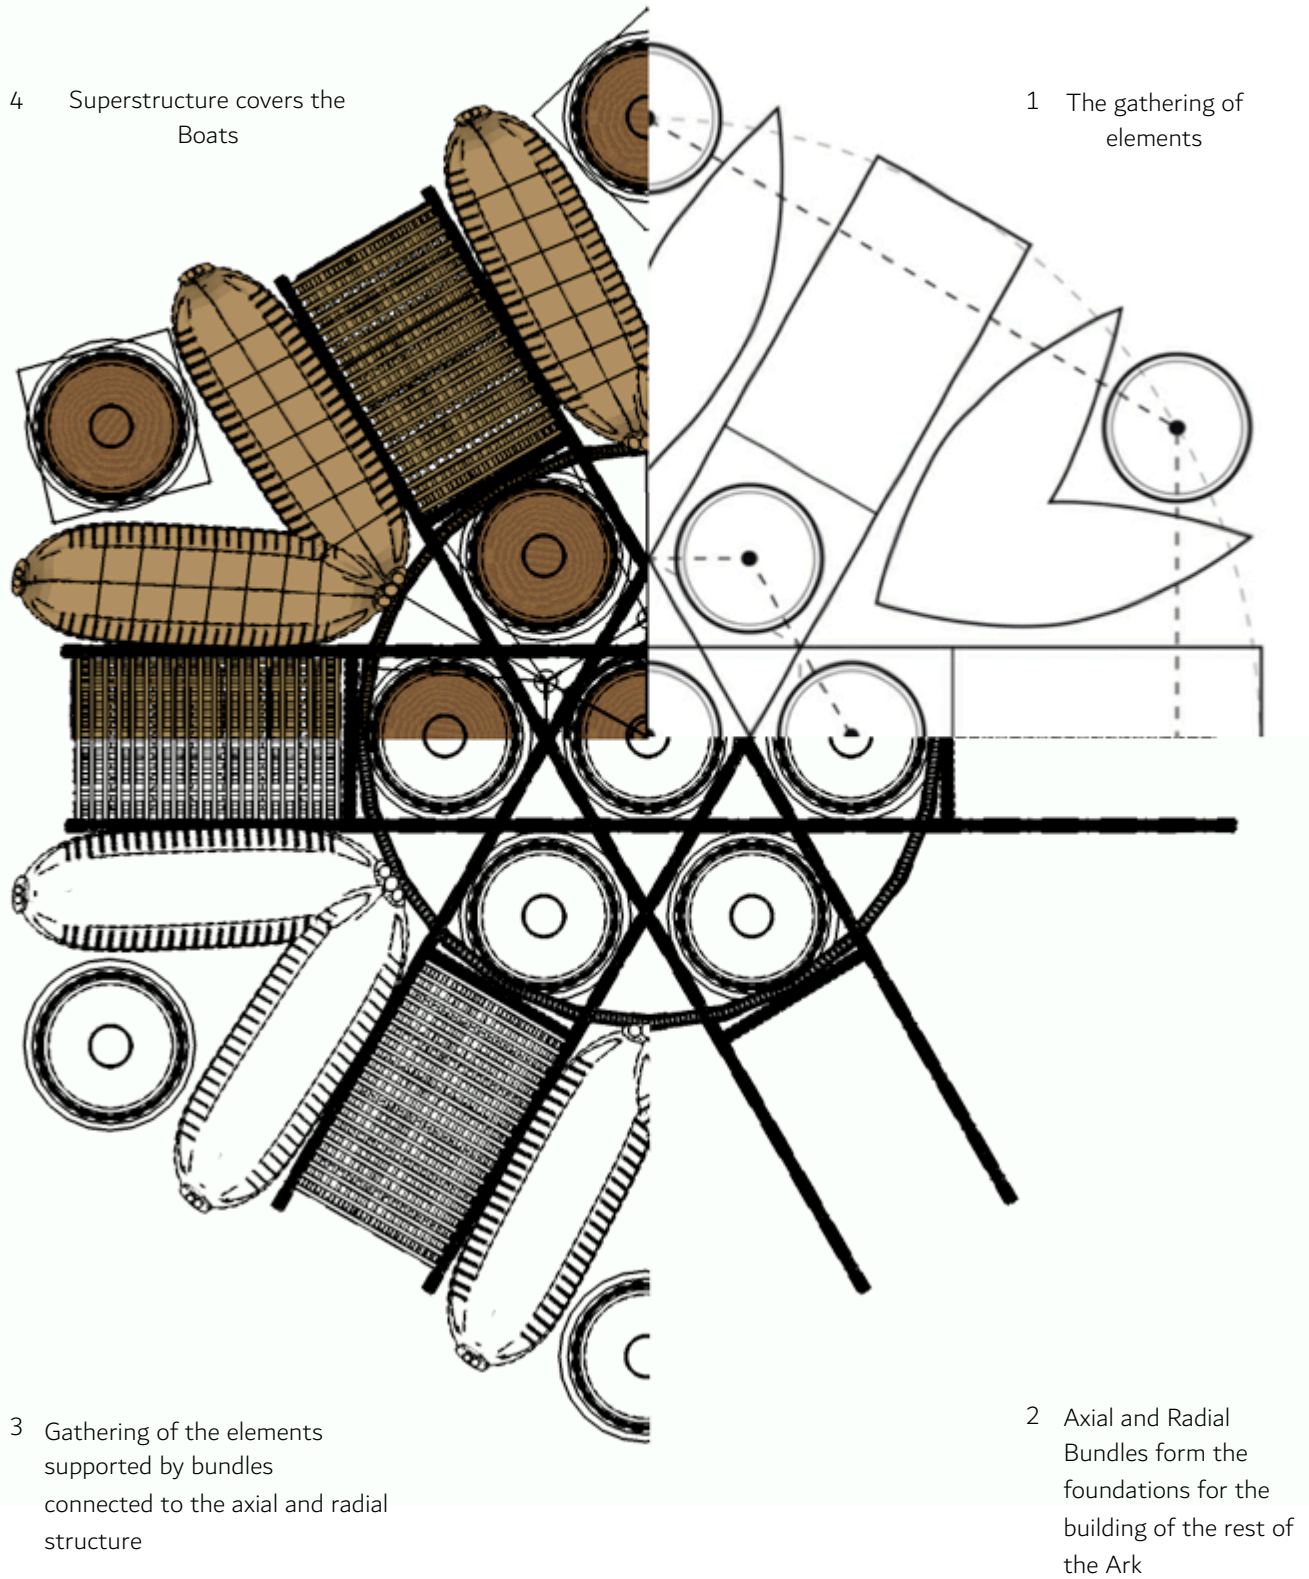 4 Superstructure covers the
Boats
1 The gathering of
elements
3 Gathering of the elements
supported by bundles
connected to the axial and radial
structure
2 Axial and Radial
Bundles form the
foundations for the
building of the rest of
the Ark